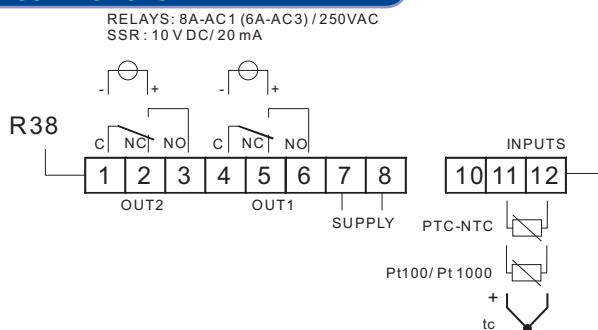 RELAYS: 8A-AC1 (6A-AC3) / 250VAC
SSR : 10 V DC/ 20 mA
- + - +
R38
C NC NO C NC NO INPUTS
1 2 3 4 5 6 7 8 10 11 12
OUT2 OUT1
SUPPLY
PTC-NTC
Pt100/ Pt 1000
+
tc